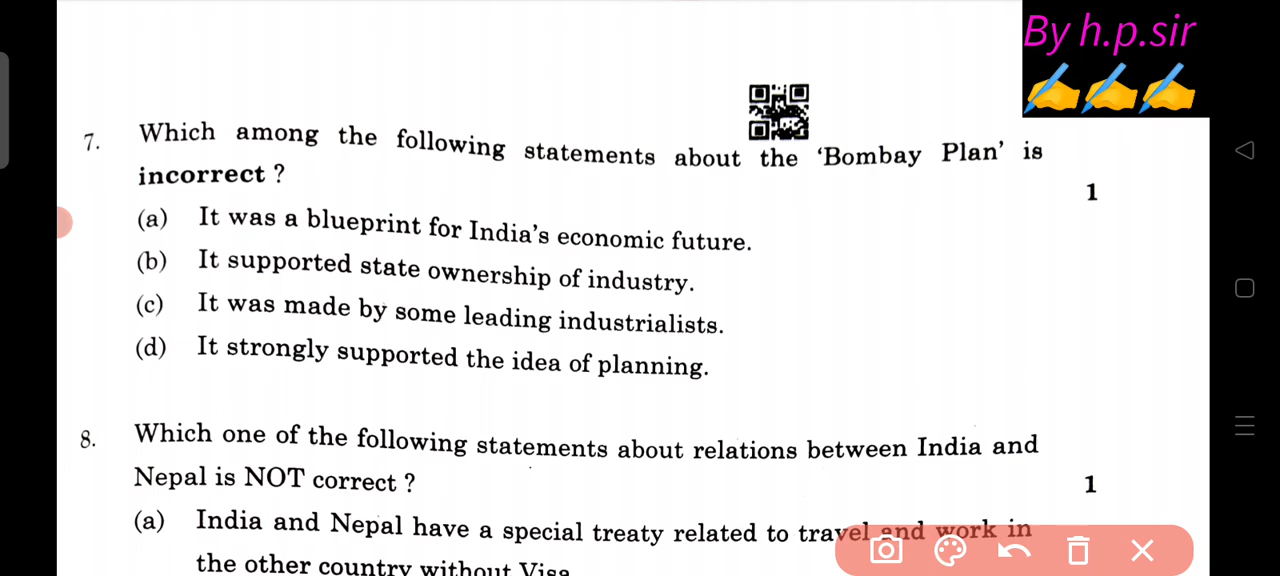 By h.p.sir
7. Which among the following statements about the ‘Bombay Plan’ is
incorrect ?
1
(a) It was a blueprint for India’s economic future.
(b) It supported state ownership of industry.
(c) It was made by some leading industrialists.
(d) It strongly supported the idea of planning.
8. Which one of the following statements about relations between India and
Nepal is NOT correct ?
1
(a) India and Nepal have a special treaty related to travel and work in
the other country without Visa